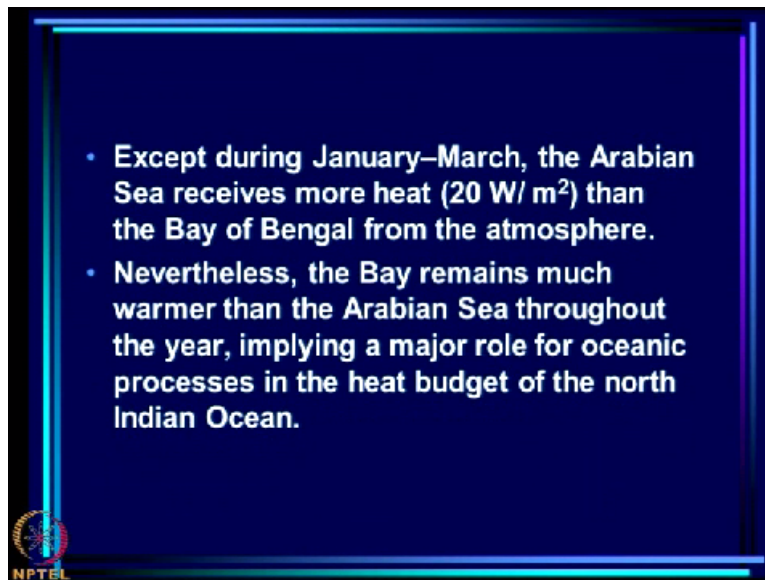 • Except during January–March, the Arabian
Sea receives more heat (20 W/ m²) than
the Bay of Bengal from the atmosphere.
• Nevertheless, the Bay remains much
warmer than the Arabian Sea throughout
the year, implying a major role for oceanic
processes in the heat budget of the north
Indian Ocean.
NPTEL